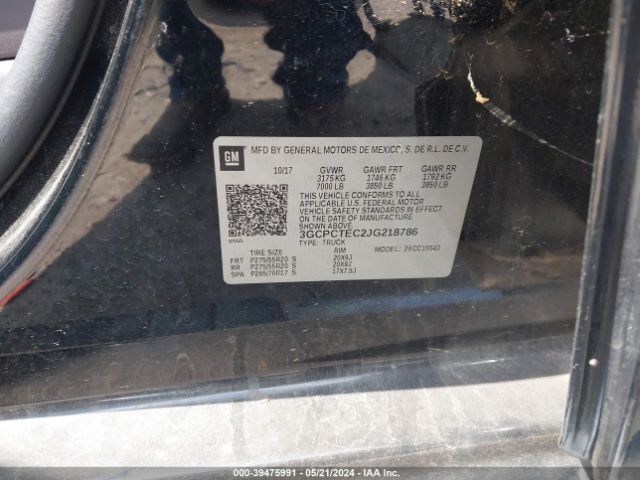 GM
MFD BY GENERAL MOTORS DE MEXICO, S. DE R.L. DE C.V.
10/17 GVWR GAWR FRT GAWR RR
3175 KG 1746 KG 1792 KG
7000 LB 3850 LB 3950 LB
THIS VEHICLE CONFORMS TO ALL
APPLICABLE U.S. FEDERAL MOTOR
VEHICLE SAFETY STANDARDS IN EFFECT
ON THE DATE OF MANUFACTURE
SHOWN ABOVE
3GCPCTEC2JG218786
TYPE: TRUCK MODEL:
TIRE SIZE RIM
FRT P275/55R20 S 20X9J
RR P275/55R20 S 20X9J
SPA P265/70R17 S 17X7.5J
000-39475991 - 05/21/2024 - IAAI Inc.